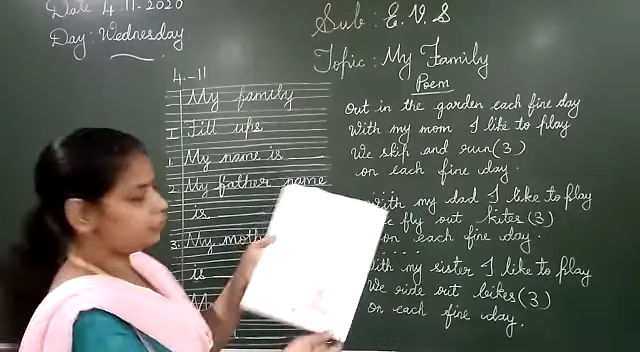 Date 4.11.2020
Day: Wednesday
Sub: E.V.S
Topic: My Family
4-11
My family
I Fill ups
1. My name is
2. My father name
is
3. My moth
is
Poem
out in the garden each fine day
With my mom I like to play
We skip and run (3)
on each fine day.
with my dad I like to play
fly out kites (3)
on each fine day.
With my sister I like to play
We ride out bikes (3)
on each fine day.